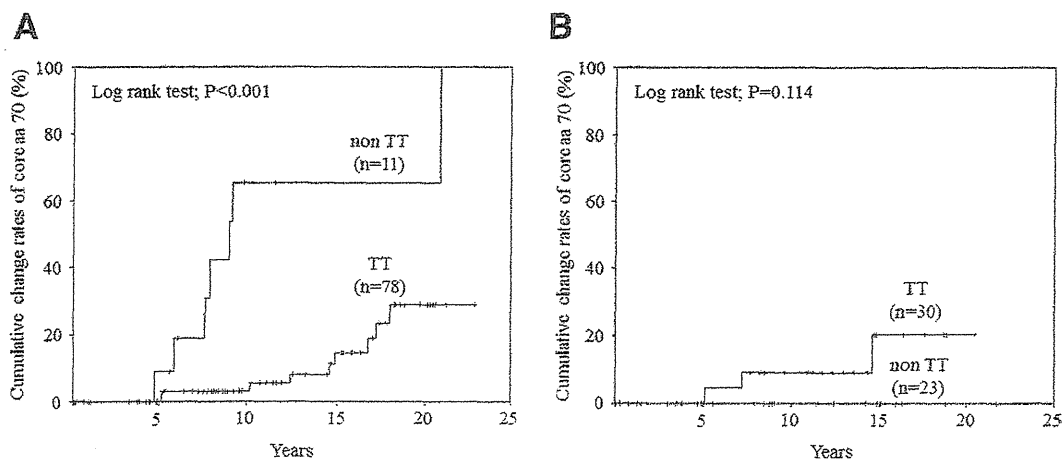 A
Cumulative change rates of core aa 70 (%)
100
80
60
40
20
0
Log rank test; P<0.001
non TT
(n=11)
TT
(n=78)
5
10
15
20
25
Years
B
Cumulative change rates of core aa 70 (%)
100
80
60
40
20
0
Log rank test; P=0.114
TT
(n=30)
non TT
(n=23)
5
10
15
20
25
Years